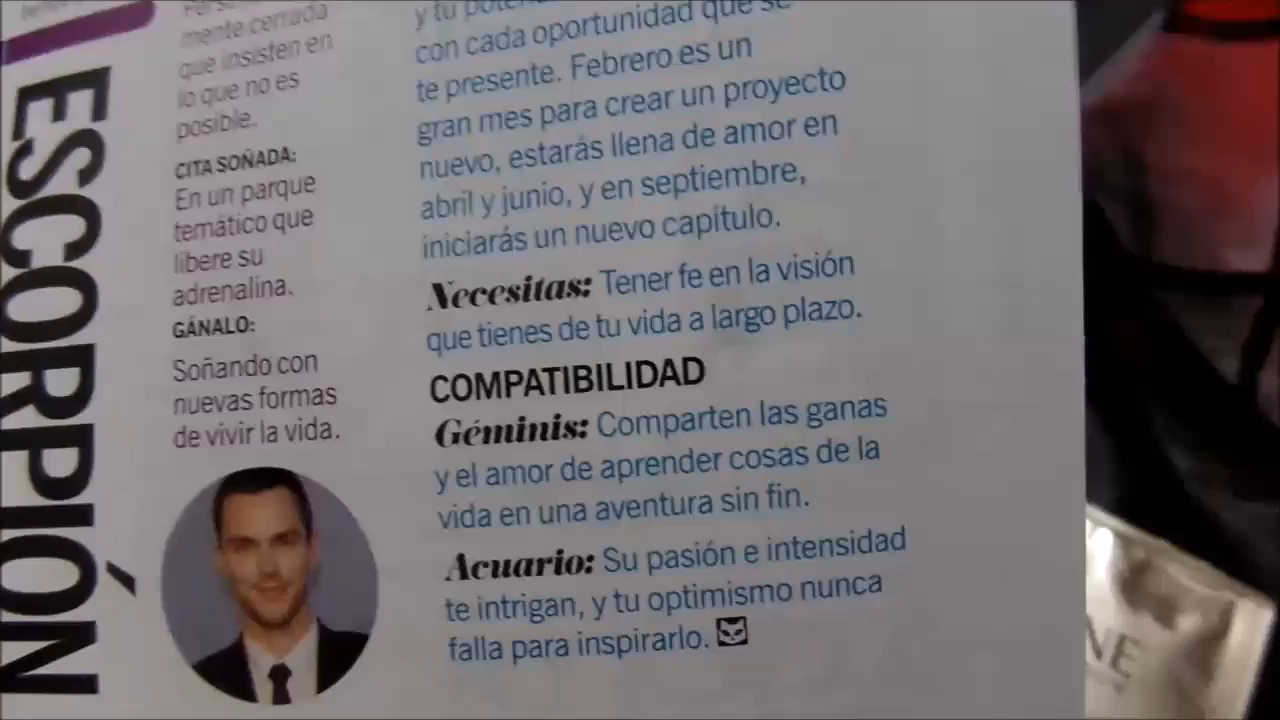 ESCORPIÓN
mente cerrada
que insisten en
lo que no es
posible.
CITA SOÑADA:
En un parque
temático que
libere su
adrenalina.
GÁNALO:
Soñando con
nuevas formas
de vivir la vida.
y tu
con cada oportunidad que se
te presente. Febrero es un
gran mes para crear un proyecto
nuevo, estarás llena de amor en
abril y junio, y en septiembre,
iniciarás un nuevo capítulo.
Necesitas: Tener fe en la visión
que tienes de tu vida a largo plazo.
COMPATIBILIDAD
Géminis: Comparten las ganas
y el amor de aprender cosas de la
vida en una aventura sin fin.
Acuario: Su pasión e intensidad
te intrigan, y tu optimismo nunca
falla para inspirarlo.
NE